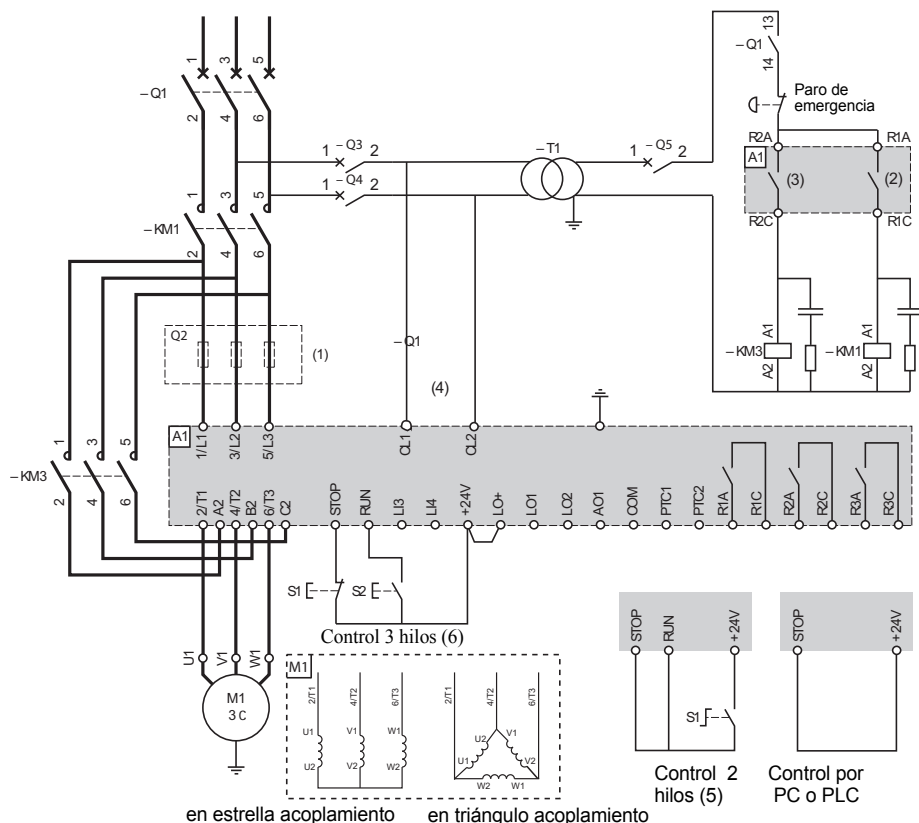 1 3 5
– Q1
2 4 6
1 – Q3 2
1 – Q4 2
– T1
1 – Q5 2
13
– Q1
14
Paro de
emergencia
R2A R1A
A1
(3) (2)
R2C R1C
1 3 5
– KM1
2 4 6
Q2
(1)
– Q1
(4)
A1 A1
– KM3 – KM1
A2 A2
1 3 5
– KM3
2 4 6
A1
1/L1 3/L2 5/L3 CL1 CL2
2/T1 A2 4/T2 B2 6/T3 C2 STOP RUN LI3 LI4 +24V LO+ LO1 LO2 AO1 COM PTC1 PTC2 R1A R1C R2A R2C R3A R3C
S1 S2
Control 3 hilos (6)
U1 V1 W1
M1
3 C
M1
2/T1 4/T2 6/T3 2/T1 4/T2 6/T3
U1 V1 W1
U2 V2 W2
U2 V1
U1 V2
W2 W1
en estrella acoplamiento en triángulo acoplamiento
STOP RUN +24V
S1
Control 2
hilos (5)
STOP +24V
Control por
PC o PLC